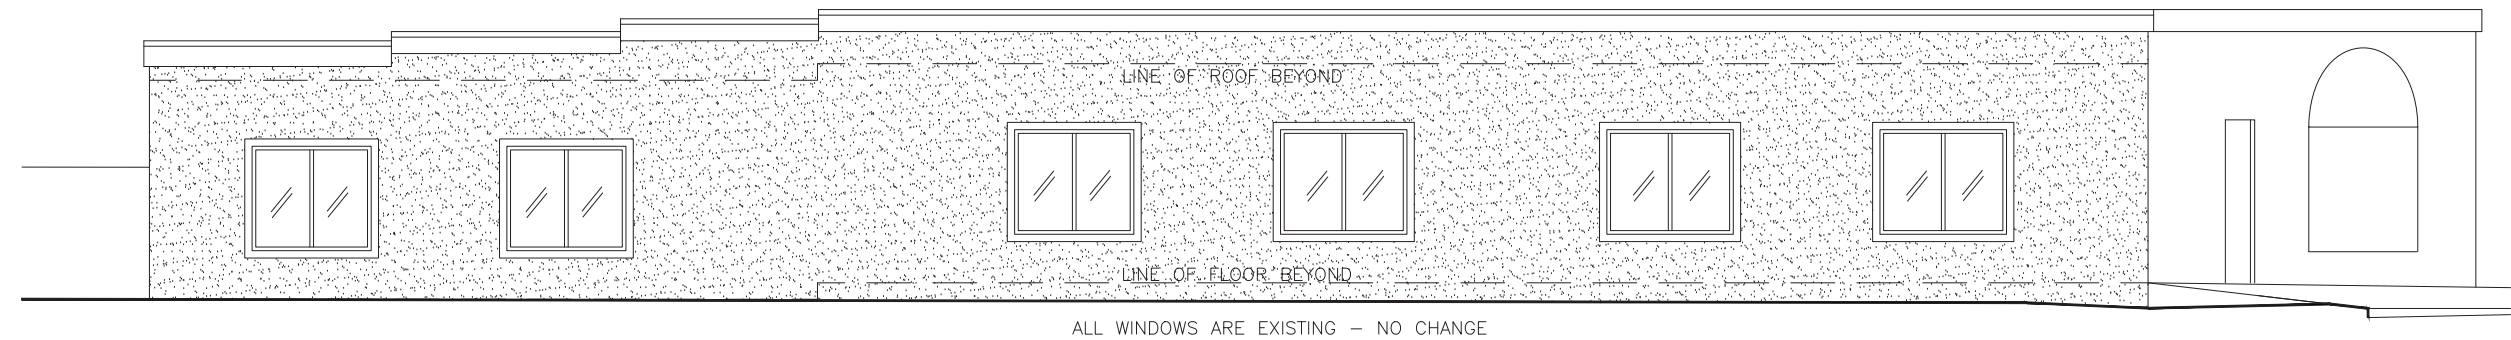 LINE OF ROOF BEYOND
LINE OF FLOOR BEYOND
ALL WINDOWS ARE EXISTING – NO CHANGE